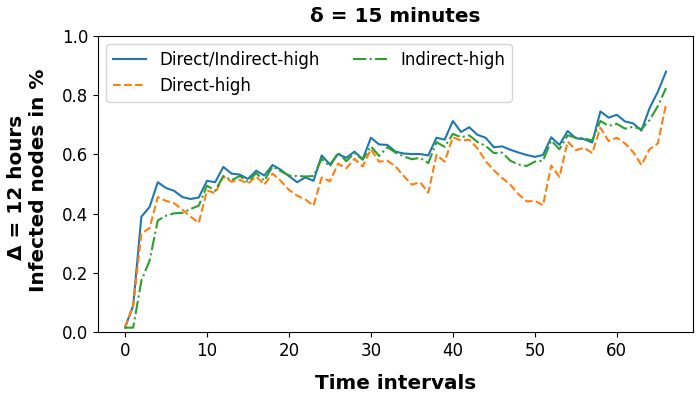 δ = 15 minutes
Δ = 12 hours
Infected nodes in %
1.0
0.8
0.6
0.4
0.2
0.0
Direct/Indirect-high
Direct-high
Indirect-high
0 10 20 30 40 50 60
Time intervals